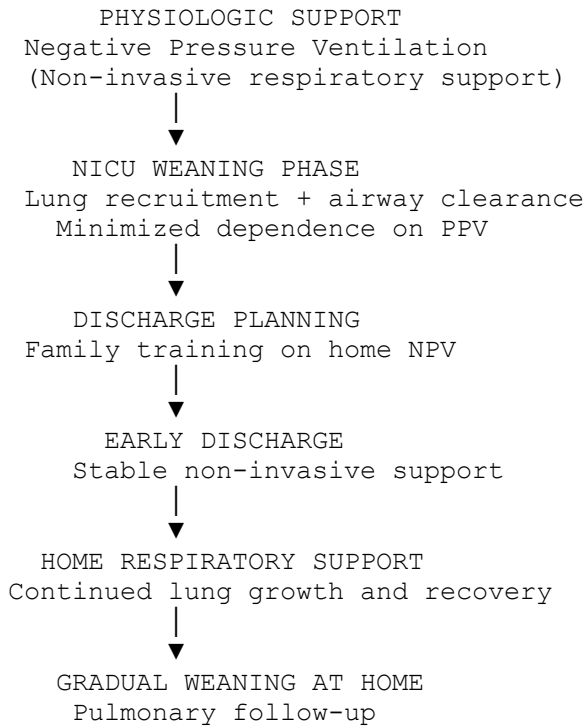 PHYSIOLOGIC SUPPORT
Negative Pressure Ventilation
(Non-invasive respiratory support)
NICU WEANING PHASE
Lung recruitment + airway clearance
Minimized dependence on PPV
DISCHARGE PLANNING
Family training on home NPV
EARLY DISCHARGE
Stable non-invasive support
HOME RESPIRATORY SUPPORT
Continued lung growth and recovery
GRADUAL WEANING AT HOME
Pulmonary follow-up